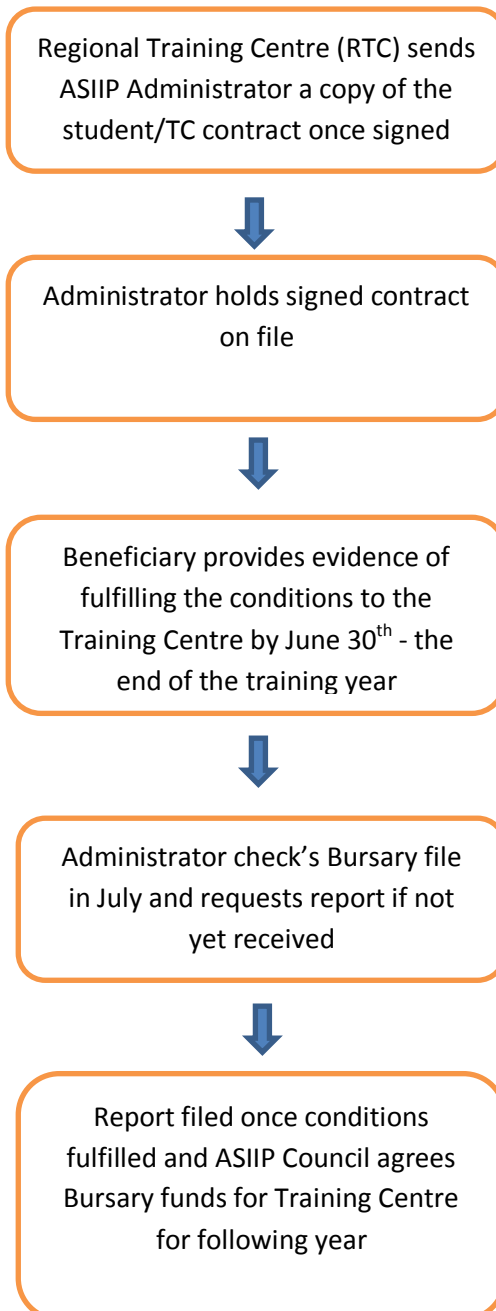 Regional Training Centre (RTC) sends
ASIIP Administrator a copy of the
student/TC contract once signed
Administrator holds signed contract
on file
Beneficiary provides evidence of
fulfilling the conditions to the
Training Centre by June 30th - the
end of the training year
Administrator check's Bursary file
in July and requests report if not
yet received
Report filed once conditions
fulfilled and ASIIP Council agrees
Bursary funds for Training Centre
for following year